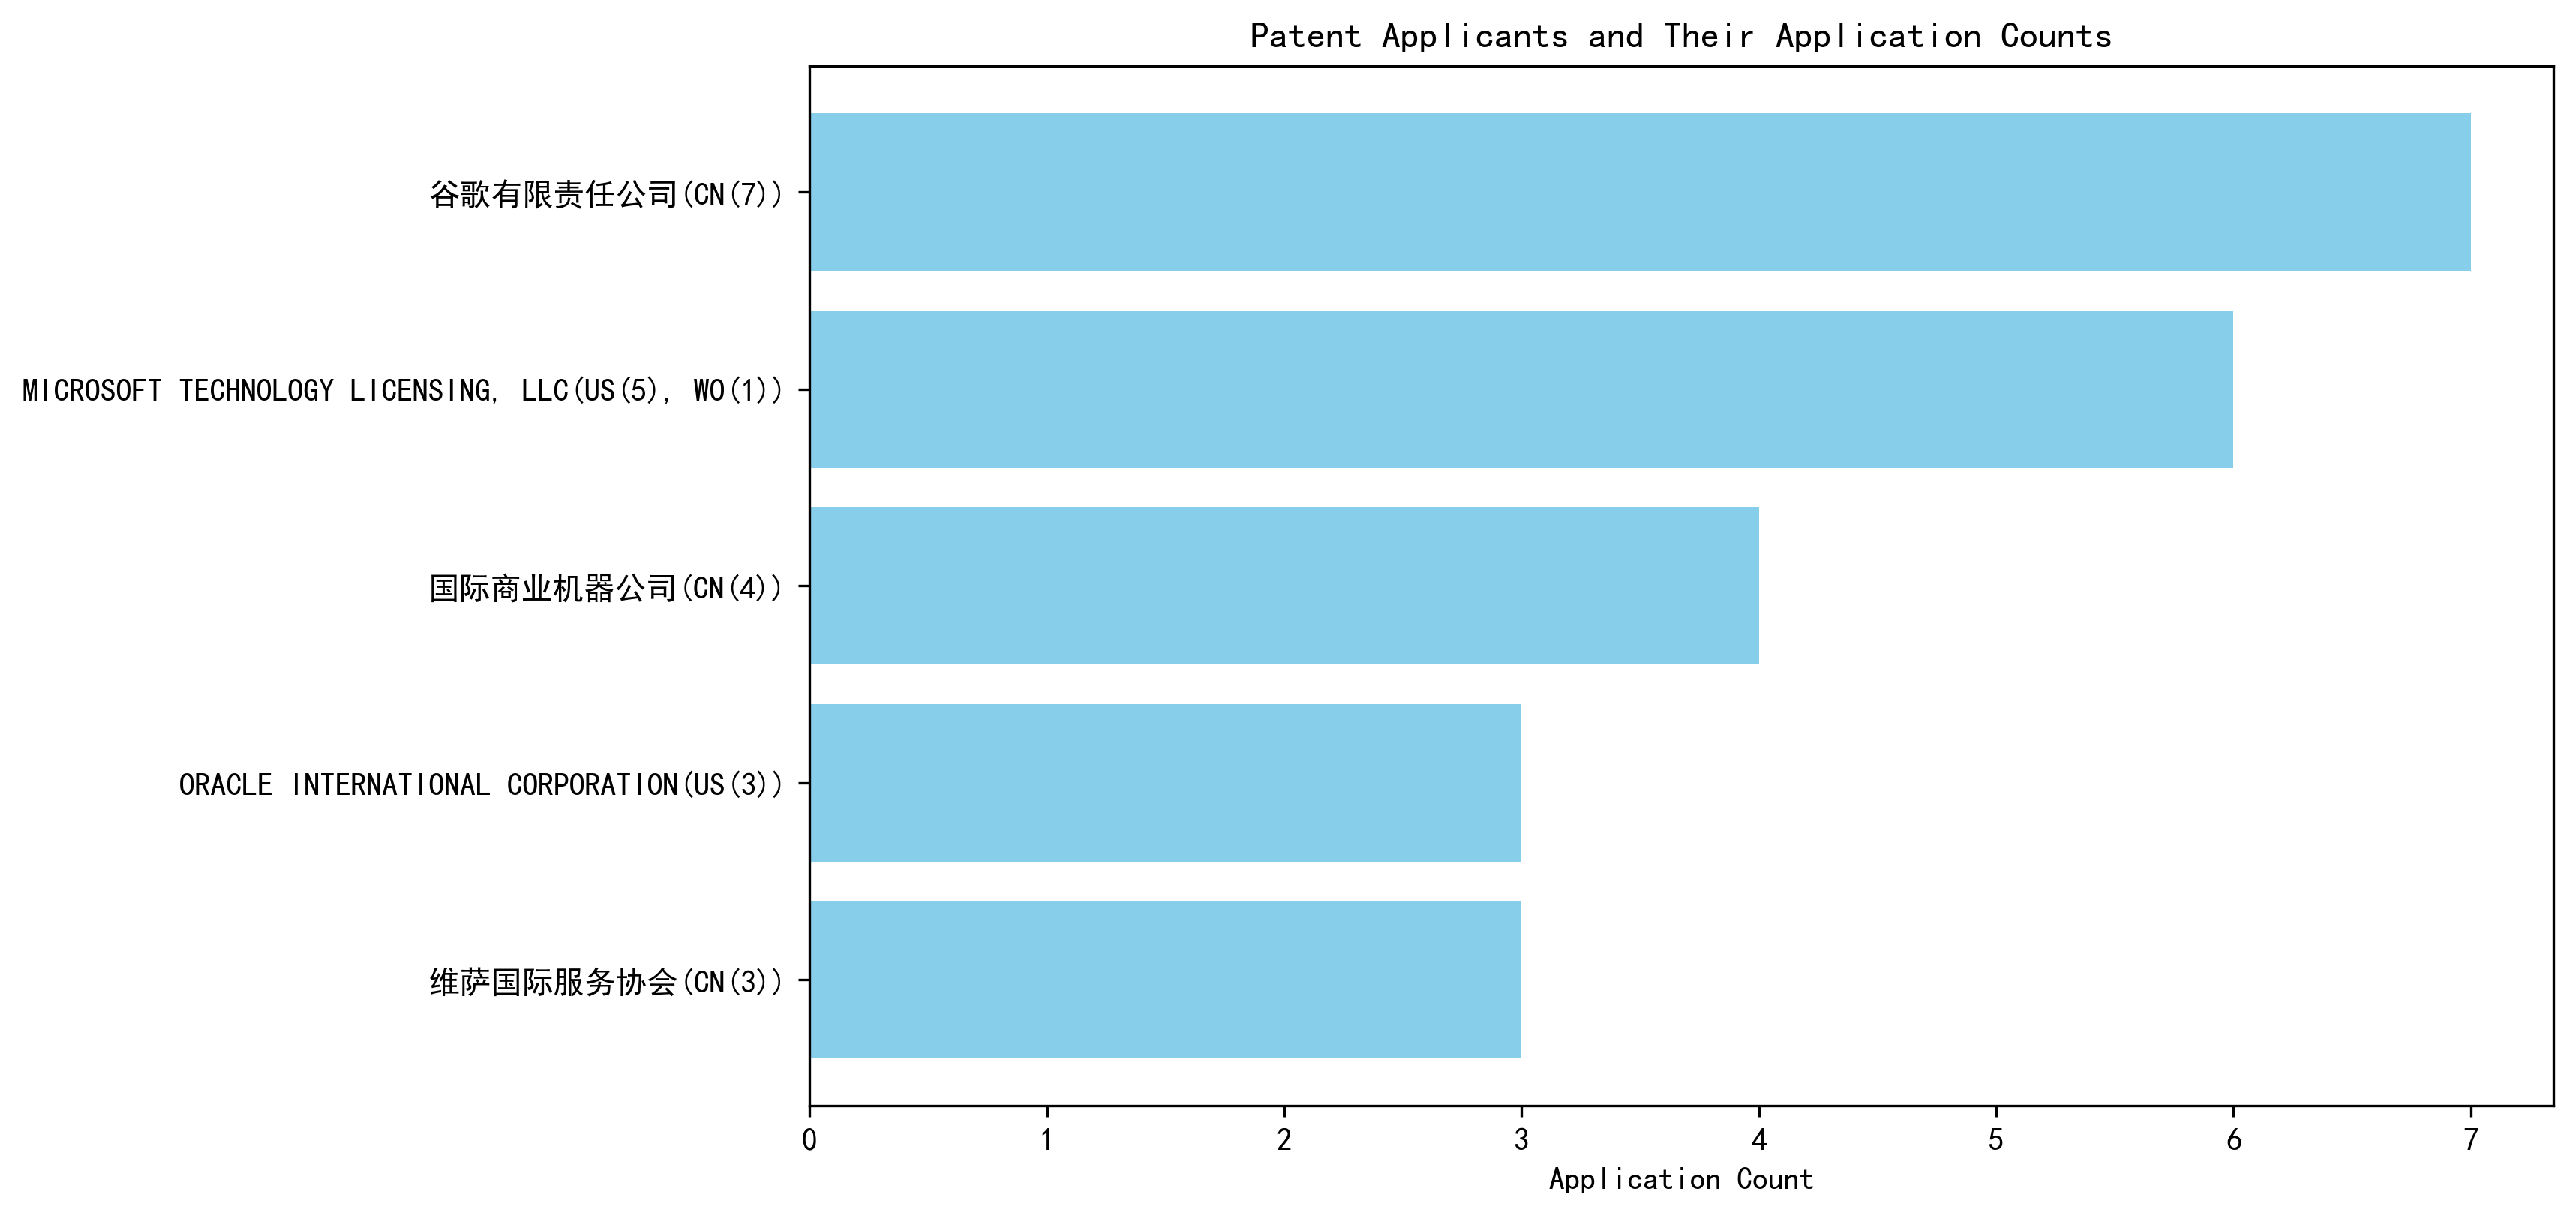 Patent Applicants and Their Application Counts
谷歌有限责任公司(CN(7))
MICROSOFT TECHNOLOGY LICENSING, LLC(US(5), WO(1))
国际商业机器公司(CN(4))
ORACLE INTERNATIONAL CORPORATION(US(3))
维萨国际服务协会(CN(3))
0 1 2 3 4 5 6 7
Application Count